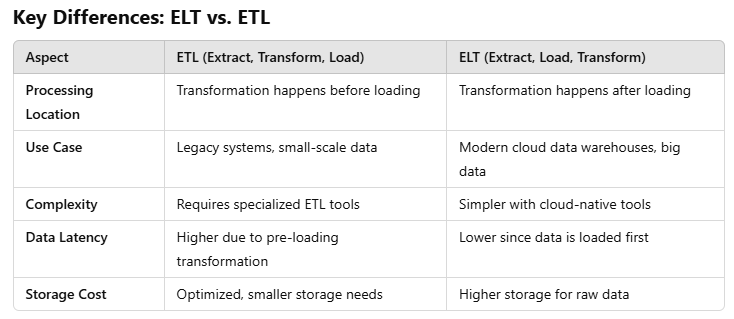 Key Differences: ELT vs. ETL
Aspect ETL (Extract, Transform, Load) ELT (Extract, Load, Transform)
Processing Transformation happens before loading Transformation happens after loading
Location
Use Case Legacy systems, small-scale data Modern cloud data warehouses, big
data
Complexity Requires specialized ETL tools Simpler with cloud-native tools
Data Latency Higher due to pre-loading Lower since data is loaded first
transformation
Storage Cost Optimized, smaller storage needs Higher storage for raw data